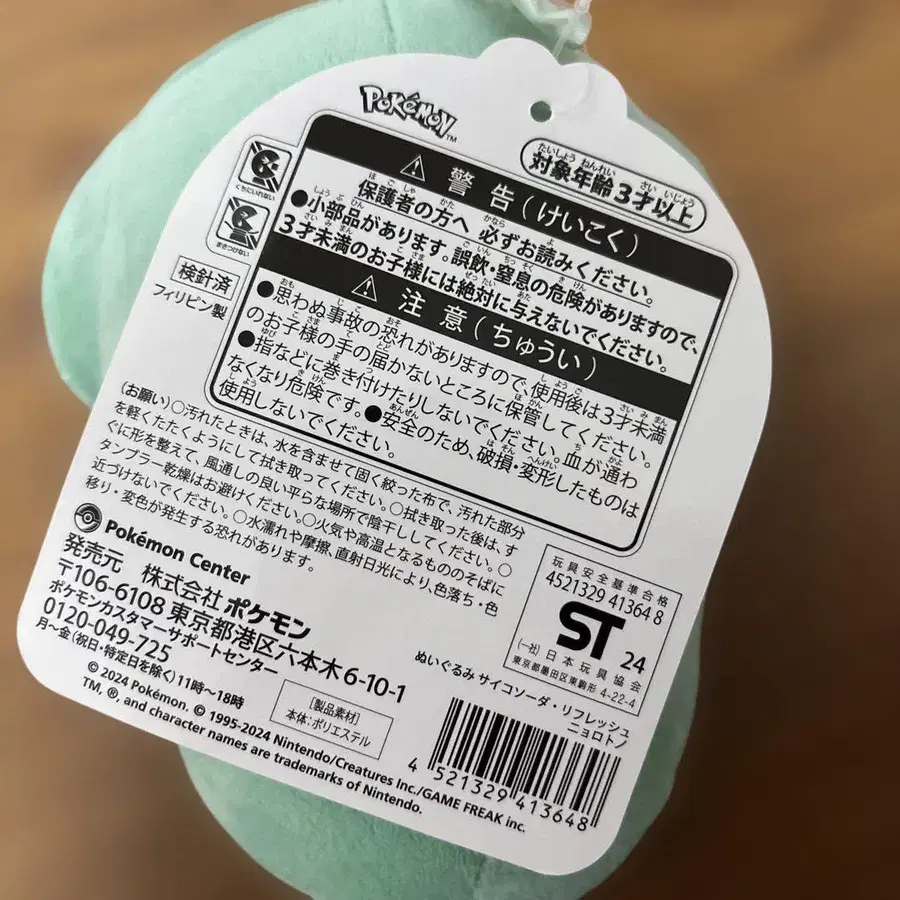 Pokémon™
対象年齢3才以上
くちにいれない
まきつけない
検針済
フィリピン製
⚠ 警告(けいこく)
保護者の方へ 必ずお読みください。
●小部品があります。誤飲・窒息の危険がありますので、
3才未満のお子様には絶対に与えないでください。
⚠ 注意(ちゅうい)
●思わぬ事故の恐れがありますので、使用後は3才未満
のお子様の手の届かないところに保管してください。
●指などに巻き付けたりしないでください。血が通わ
なくなり危険です。●安全のため、破損・変形したものは
使用しないでください。
(お願い)○汚れたときは、水を含ませて固く絞った布で、汚れた部分
を軽くたたくようにして拭き取ってください。○拭き取った後は、す
ぐに形を整えて、風通しの良い平らな場所で陰干ししてください。○
タンブラー乾燥はお避けください。○火気や高温となるもののそばに
近づけないでください。○水濡れや摩擦、直射日光により、色落ち・色
移り・変色が発生する恐れがあります。
Pokémon Center
発売元 株式会社ポケモン
〒106-6108 東京都港区六本木6-10-1
ポケモンカスタマーサポートセンター
0120-049-725
月~金(祝日・特定日を除く)11時~18時
© 2024 Pokémon. © 1995-2024 Nintendo/Creatures Inc./GAME FREAK inc.
TM, ®, and character names are trademarks of Nintendo.
[製品素材]
本体:ポリエステル
玩具安全基準合格
4521329 41364 8
ST 24
(一社)日本玩具協会
東京都墨田区東駒形 4-22-4
ぬいぐるみ サイコソーダ・リフレッシュ
ニョロトノ
4 521329 413648